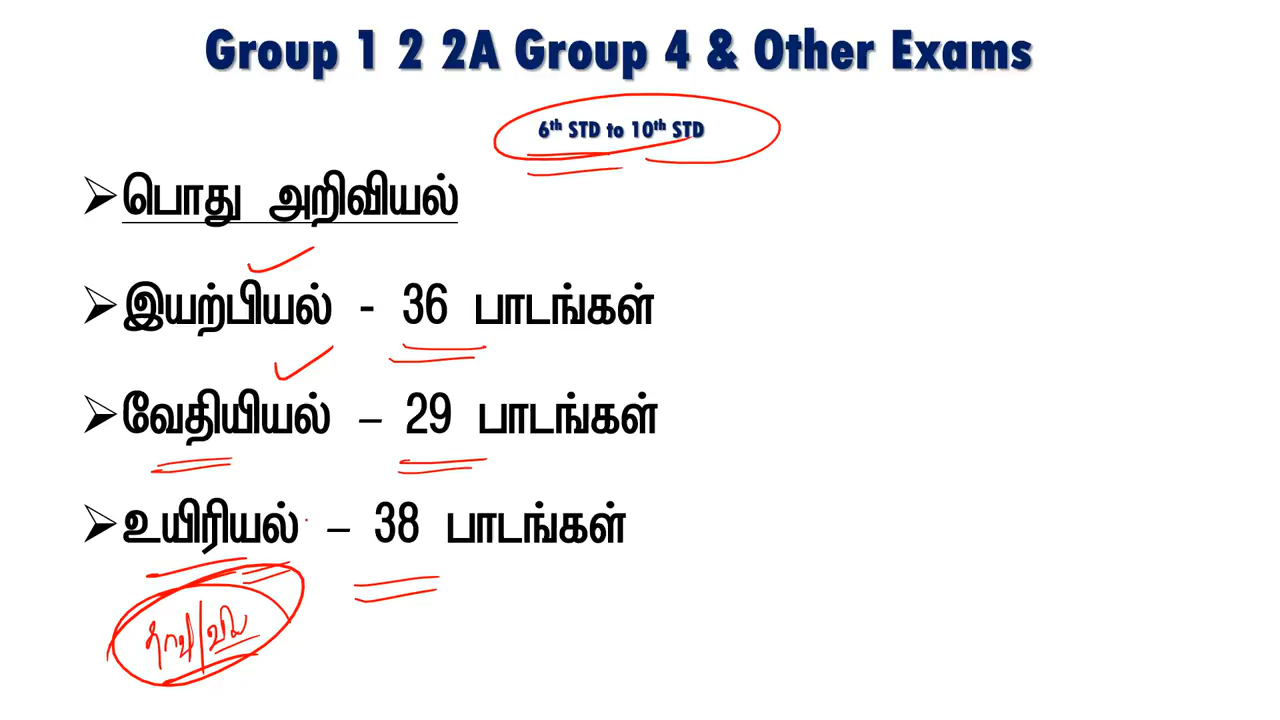 Group 1 2 2A Group 4 & Other Exams
6th STD to 10th STD
➢ பொது அறிவியல்
➢ இயற்பியல் - 36 பாடங்கள்
➢ வேதியியல் – 29 பாடங்கள்
➢ உயிரியல் – 38 பாடங்கள்